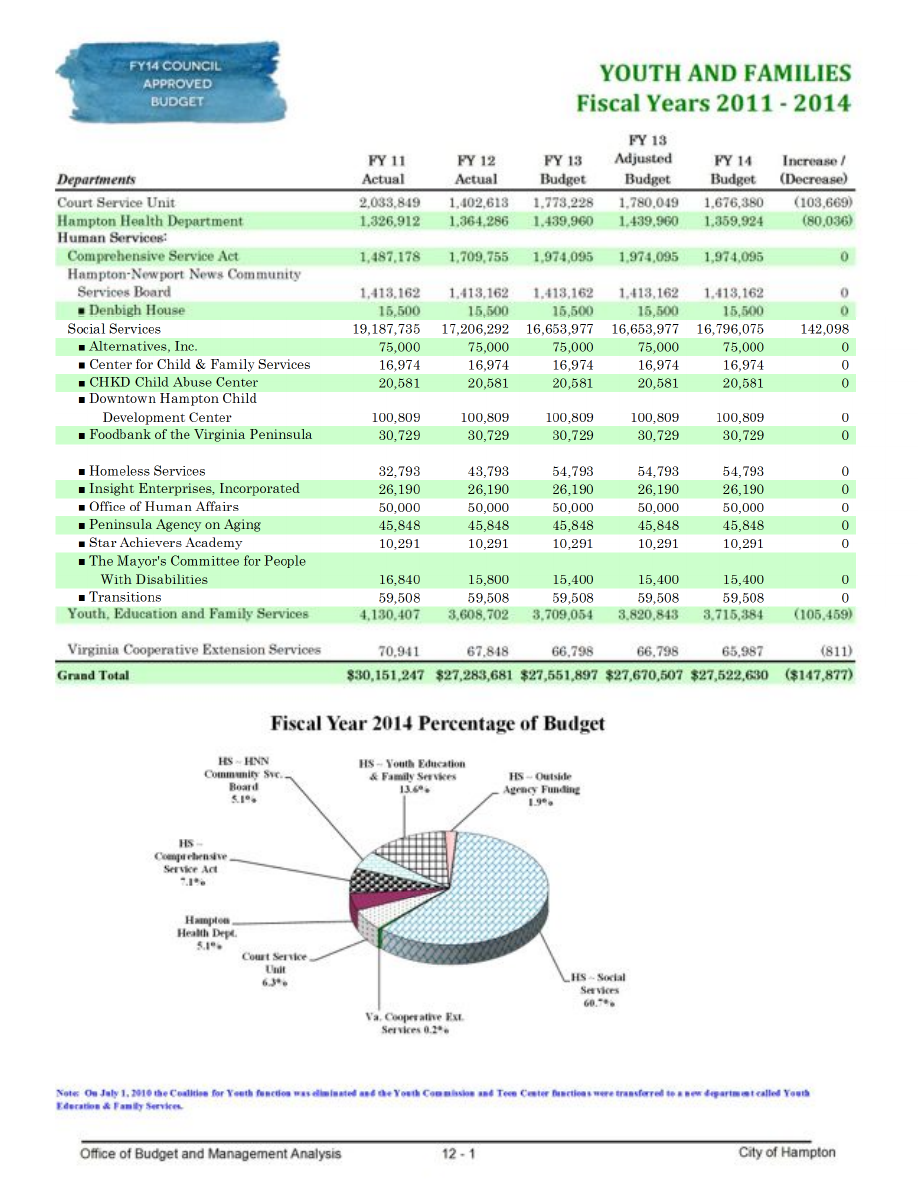 FY14 COUNCIL
APPROVED
BUDGET
YOUTH AND FAMILIES
Fiscal Years 2011 - 2014
FY 13
FY 11 FY 12 FY 13 Adjusted FY 14 Increase /
Departments Actual Actual Budget Budget Budget (Decrease)
Court Service Unit 2,033,849 1,402,613 1,773,228 1,780,049 1,676,380 (103,669)
Hampton Health Department 1,326,912 1,364,286 1,439,960 1,439,960 1,359,924 (80,036)
Human Services:
Comprehensive Service Act 1,487,178 1,709,755 1,974,095 1,974,095 1,974,095 0
Hampton-Newport News Community
Services Board 1,413,162 1,413,162 1,413,162 1,413,162 1,413,162 0
■ Denbigh House 15,500 15,500 15,500 15,500 15,500 0
Social Services 19,187,735 17,206,292 16,653,977 16,653,977 16,796,075 142,098
■ Alternatives, Inc. 75,000 75,000 75,000 75,000 75,000 0
■ Center for Child & Family Services 16,974 16,974 16,974 16,974 16,974 0
■ CHKD Child Abuse Center 20,581 20,581 20,581 20,581 20,581 0
■ Downtown Hampton Child
Development Center 100,809 100,809 100,809 100,809 100,809 0
■ Foodbank of the Virginia Peninsula 30,729 30,729 30,729 30,729 30,729 0
■ Homeless Services 32,793 43,793 54,793 54,793 54,793 0
■ Insight Enterprises, Incorporated 26,190 26,190 26,190 26,190 26,190 0
■ Office of Human Affairs 50,000 50,000 50,000 50,000 50,000 0
■ Peninsula Agency on Aging 45,848 45,848 45,848 45,848 45,848 0
■ Star Achievers Academy 10,291 10,291 10,291 10,291 10,291 0
■ The Mayor's Committee for People
With Disabilities 16,840 15,800 15,400 15,400 15,400 0
■ Transitions 59,508 59,508 59,508 59,508 59,508 0
Youth, Education and Family Services 4,130,407 3,608,702 3,709,054 3,820,843 3,715,384 (105,459)
Virginia Cooperative Extension Services 70,941 67,848 66,798 66,798 65,987 (811)
Grand Total $30,151,247 $27,283,681 $27,551,897 $27,670,507 $27,522,630 ($147,877)
Fiscal Year 2014 Percentage of Budget
HS – HNN
Community Svc.
Board
5.1%
HS – Youth Education
& Family Services
13.6%
HS – Outside
Agency Funding
1.9%
HS –
Comprehensive
Service Act
7.1%
Hampton
Health Dept.
5.1%
Court Service
Unit
6.3%
HS – Social
Services
60.7%
Va. Cooperative Ext.
Services 0.2%
Note: On July 1, 2010 the Coalition for Youth function was eliminated and the Youth Commission and Teen Center functions were transferred to a new department called Youth
Education & Family Services.
Office of Budget and Management Analysis 12 - 1 City of Hampton